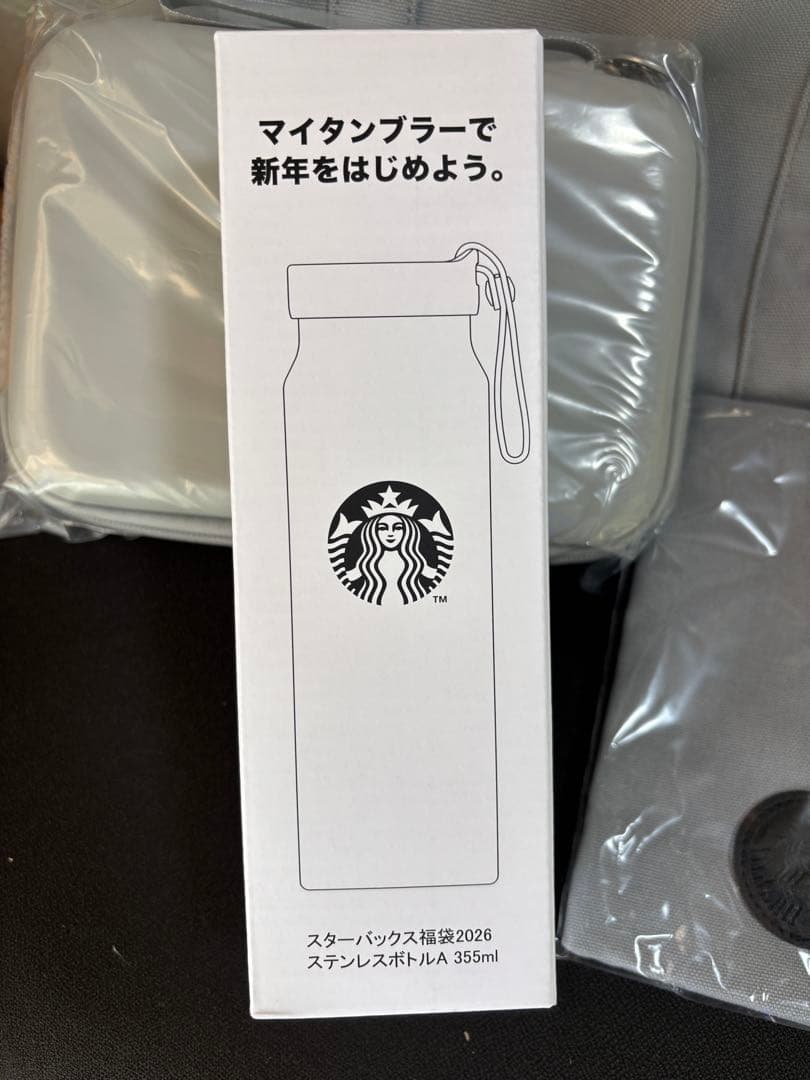 マイタンブラーで
新年をはじめよう。
TM
スターバックス福袋2026
ステンレスボトルA 355ml